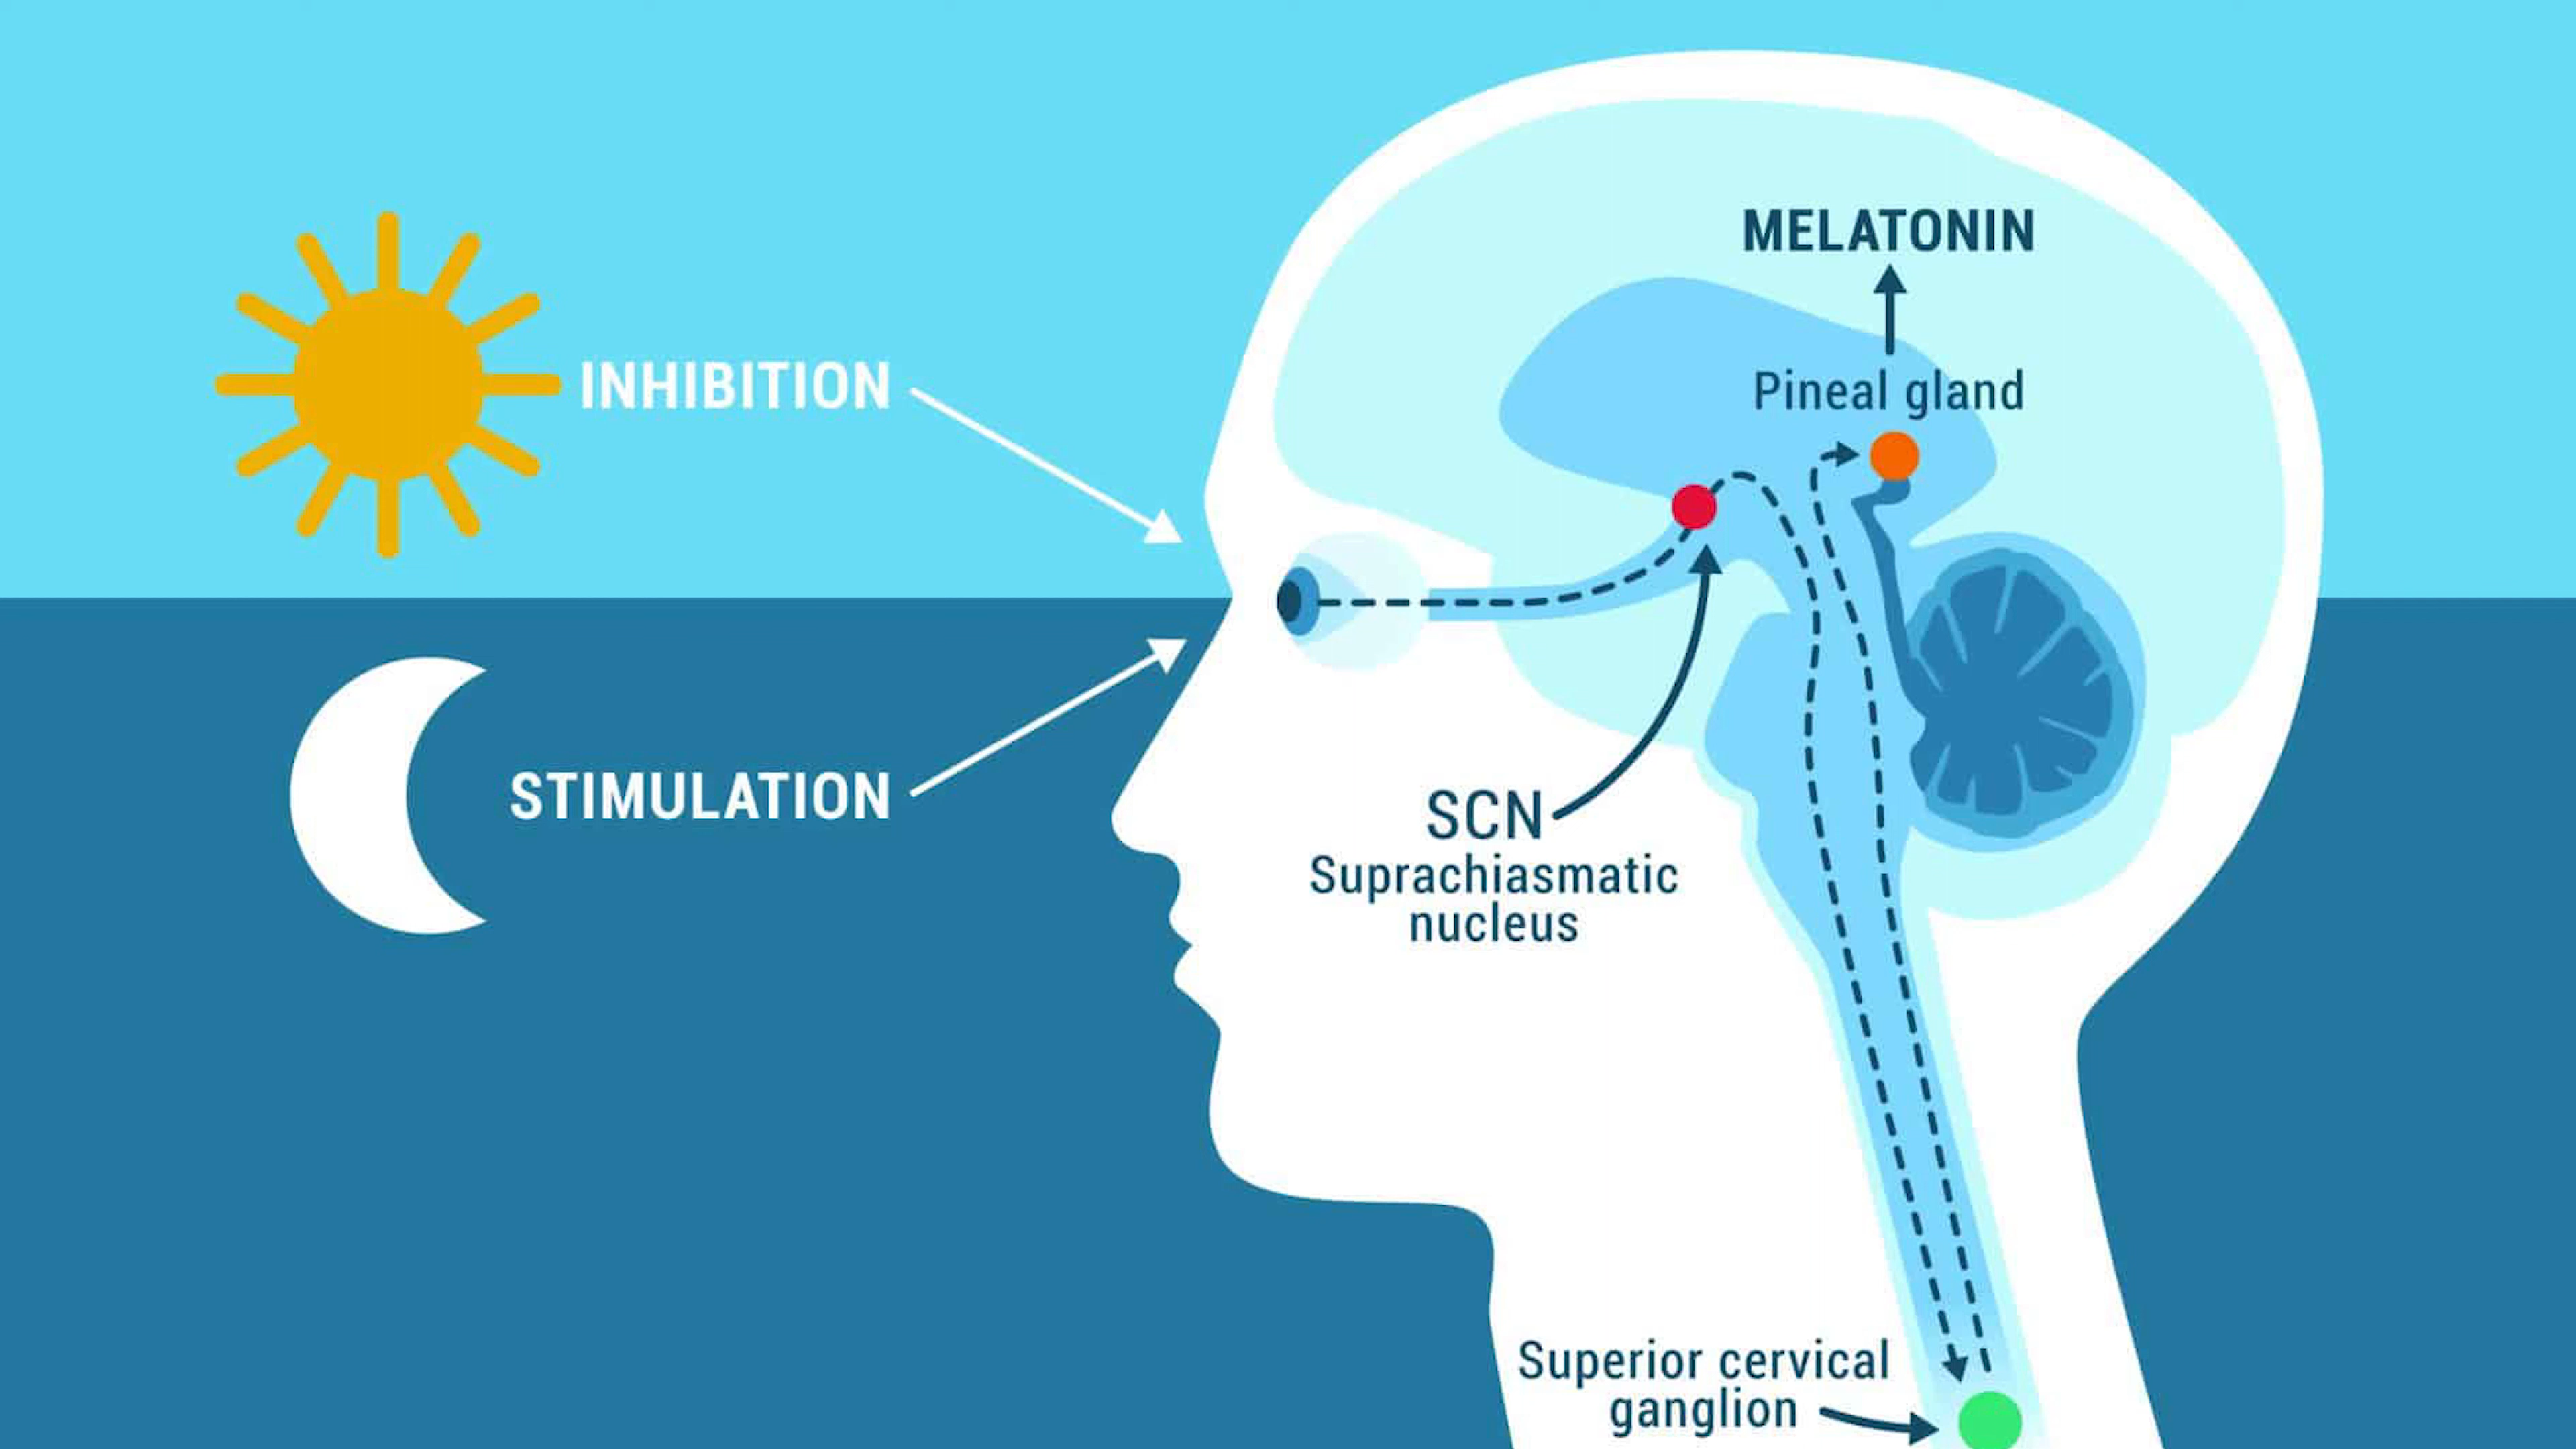 MELATONIN
Pineal gland
INHIBITION
STIMULATION
SCN
Suprachiasmatic
nucleus
Superior cervical
ganglion